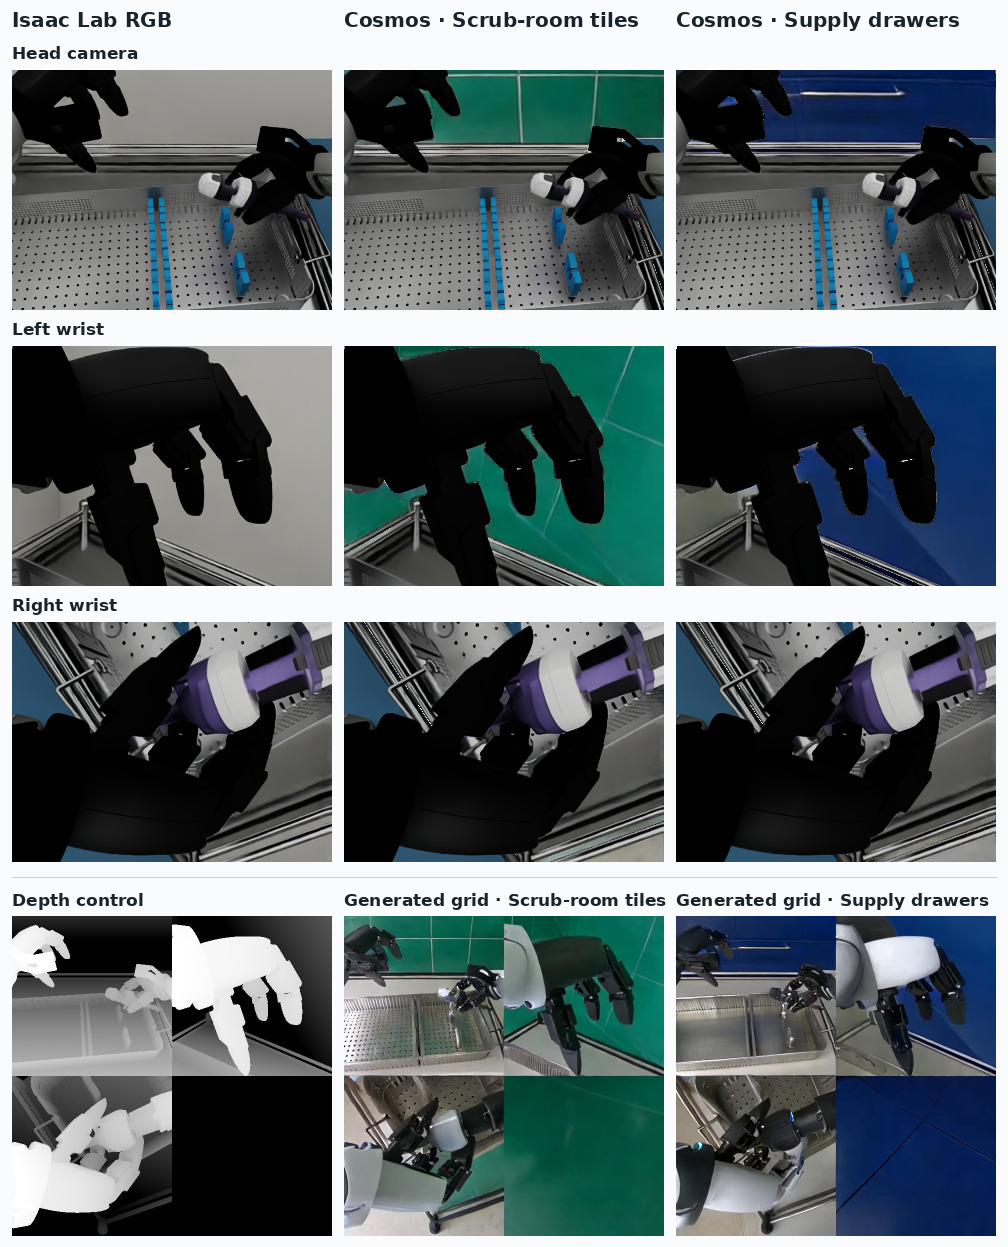 Isaac Lab RGB
Cosmos · Scrub-room tiles
Cosmos · Supply drawers
Head camera
Left wrist
Right wrist
Depth control
Generated grid · Scrub-room tiles
Generated grid · Supply drawers